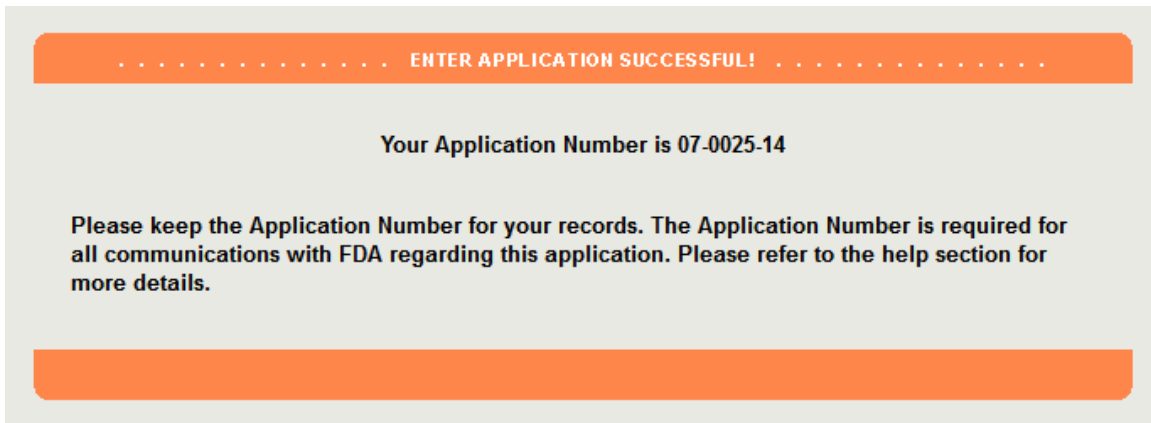 . . . . . . . . . . . . . . ENTER APPLICATION SUCCESSFUL! . . . . . . . . . . . . . .
Your Application Number is 07-0025-14
Please keep the Application Number for your records. The Application Number is required for
all communications with FDA regarding this application. Please refer to the help section for
more details.